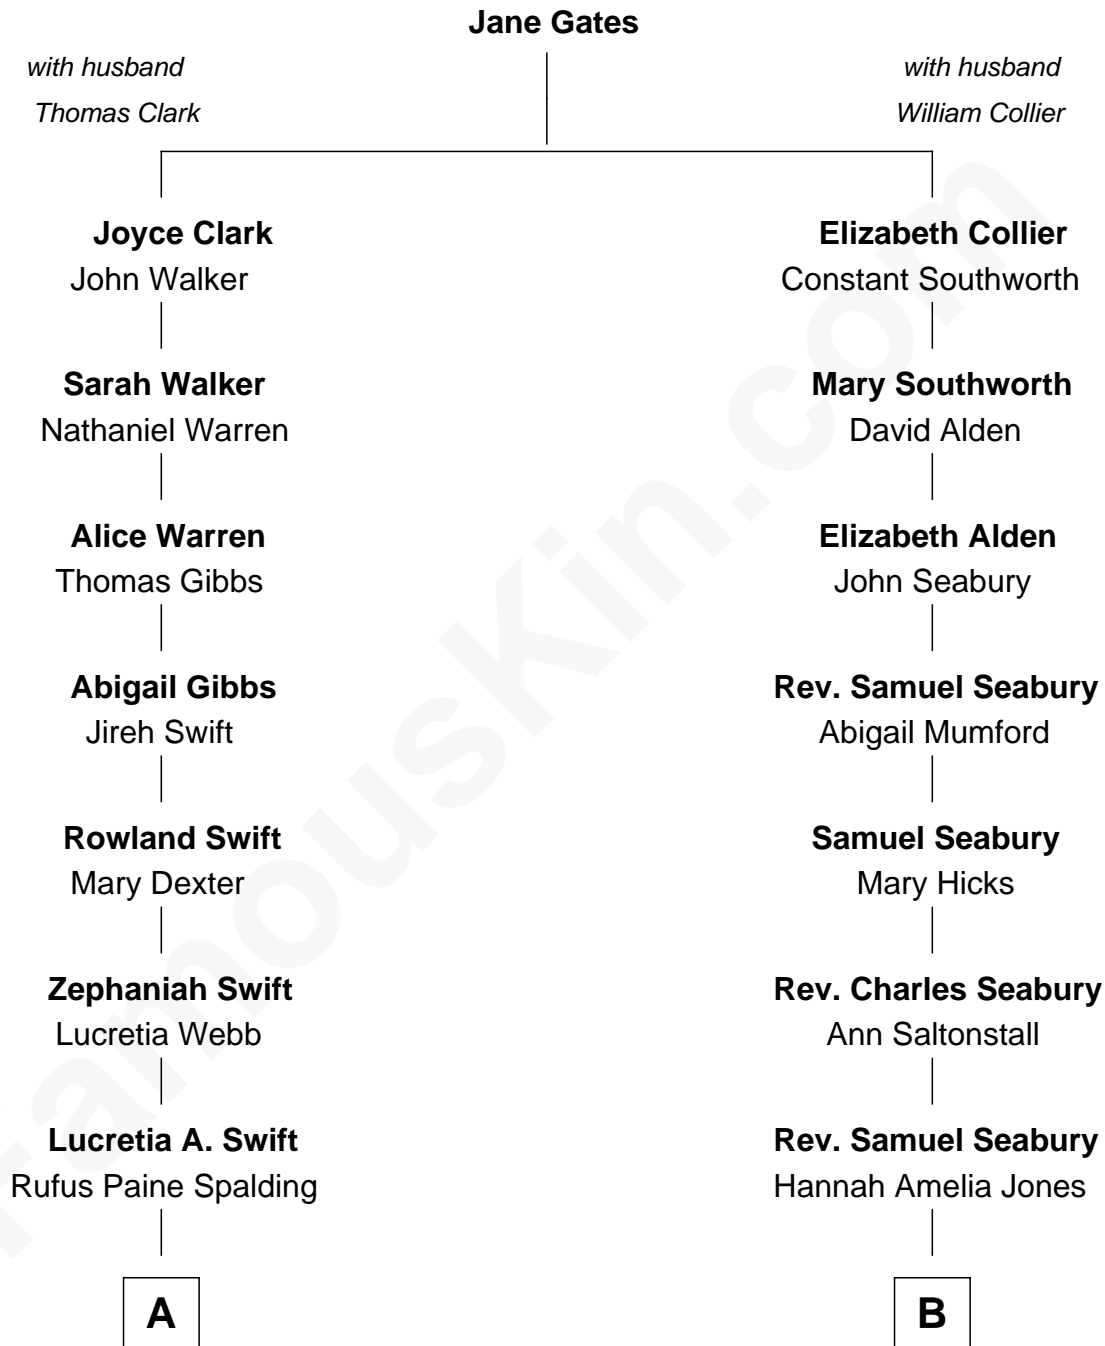 Jane Gates
with husband
Thomas Clark
with husband
William Collier
Joyce Clark
John Walker
Sarah Walker
Nathaniel Warren
Alice Warren
Thomas Gibbs
Abigail Gibbs
Jireh Swift
Rowland Swift
Mary Dexter
Zephaniah Swift
Lucretia Webb
Lucretia A. Swift
Rufus Paine Spalding
A
Elizabeth Collier
Constant Southworth
Mary Southworth
David Alden
Elizabeth Alden
John Seabury
Rev. Samuel Seabury
Abigail Mumford
Samuel Seabury
Mary Hicks
Rev. Charles Seabury
Ann Saltonstall
Rev. Samuel Seabury
Hannah Amelia Jones
B
FamousKin.com